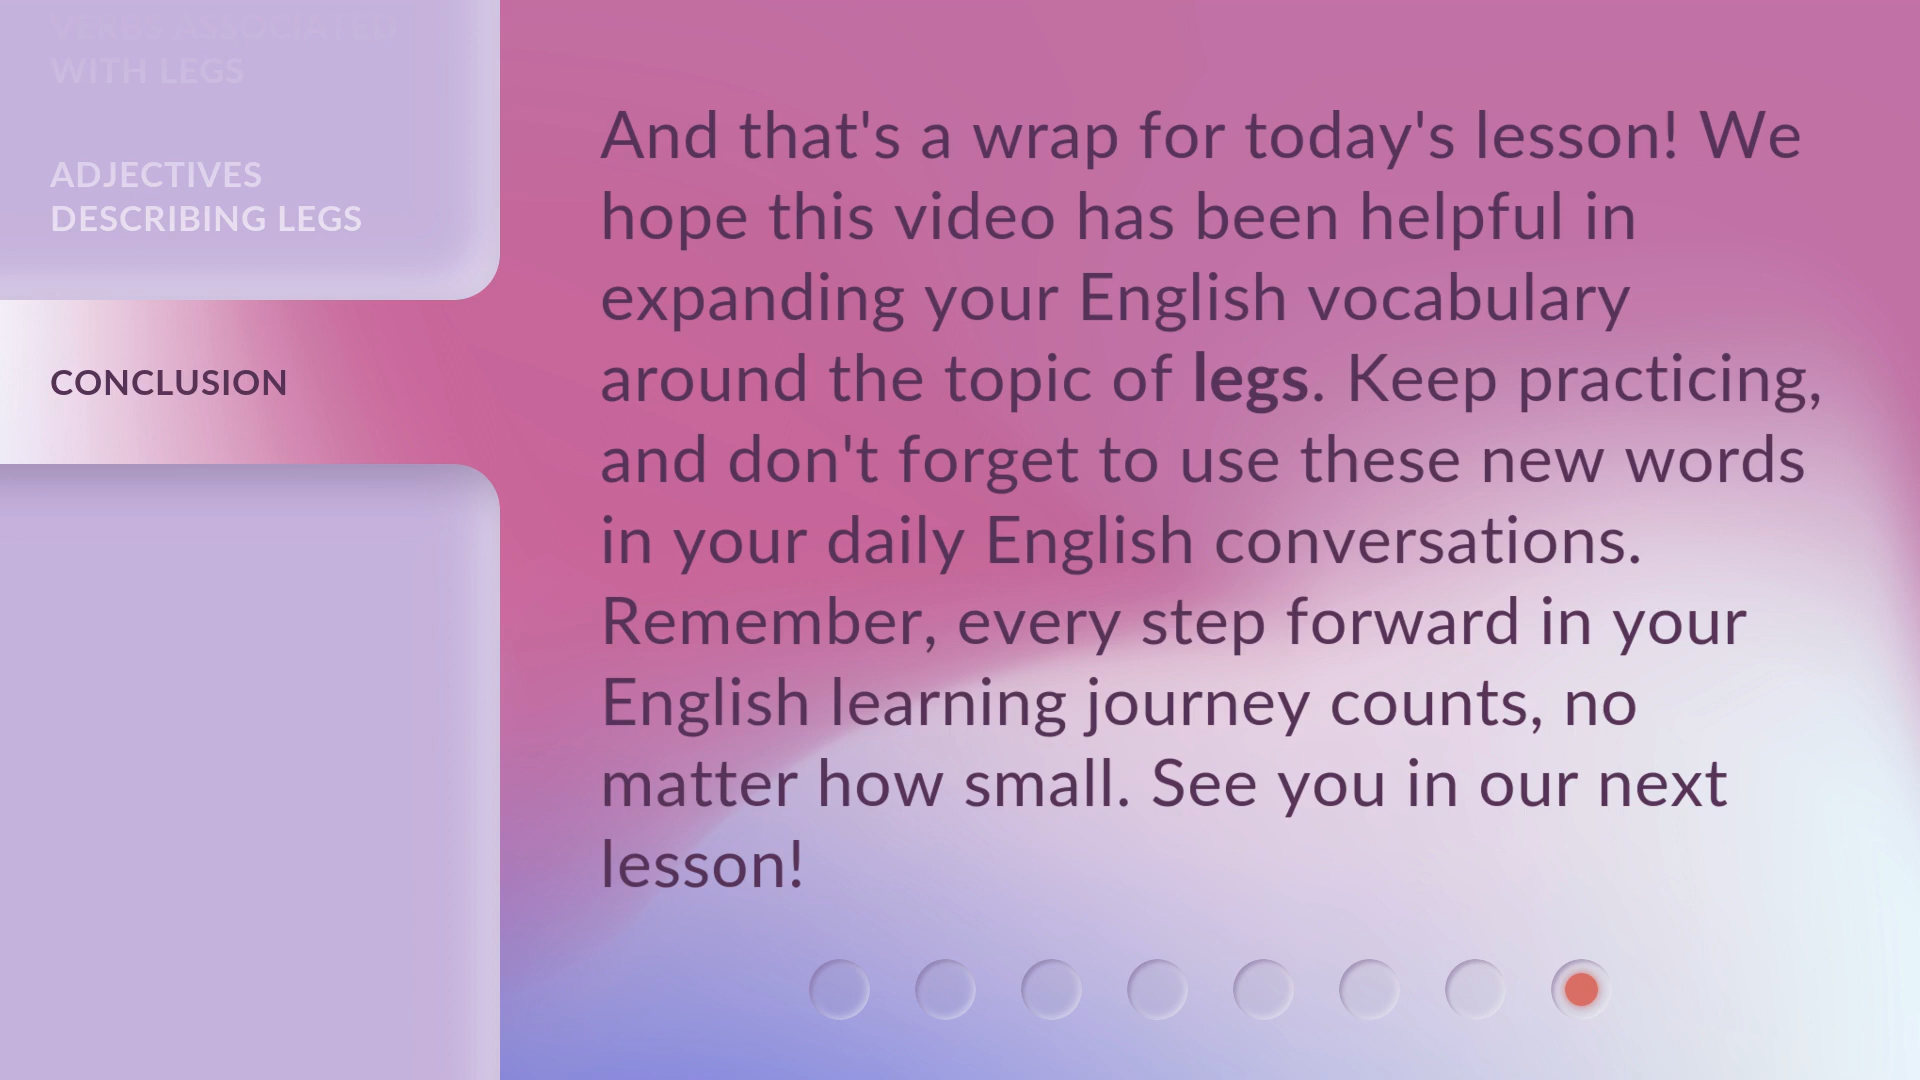 VERBS ASSOCIATED
WITH LEGS
ADJECTIVES
DESCRIBING LEGS
CONCLUSION
And that's a wrap for today's lesson! We
hope this video has been helpful in
expanding your English vocabulary
around the topic of legs. Keep practicing,
and don't forget to use these new words
in your daily English conversations.
Remember, every step forward in your
English learning journey counts, no
matter how small. See you in our next
lesson!